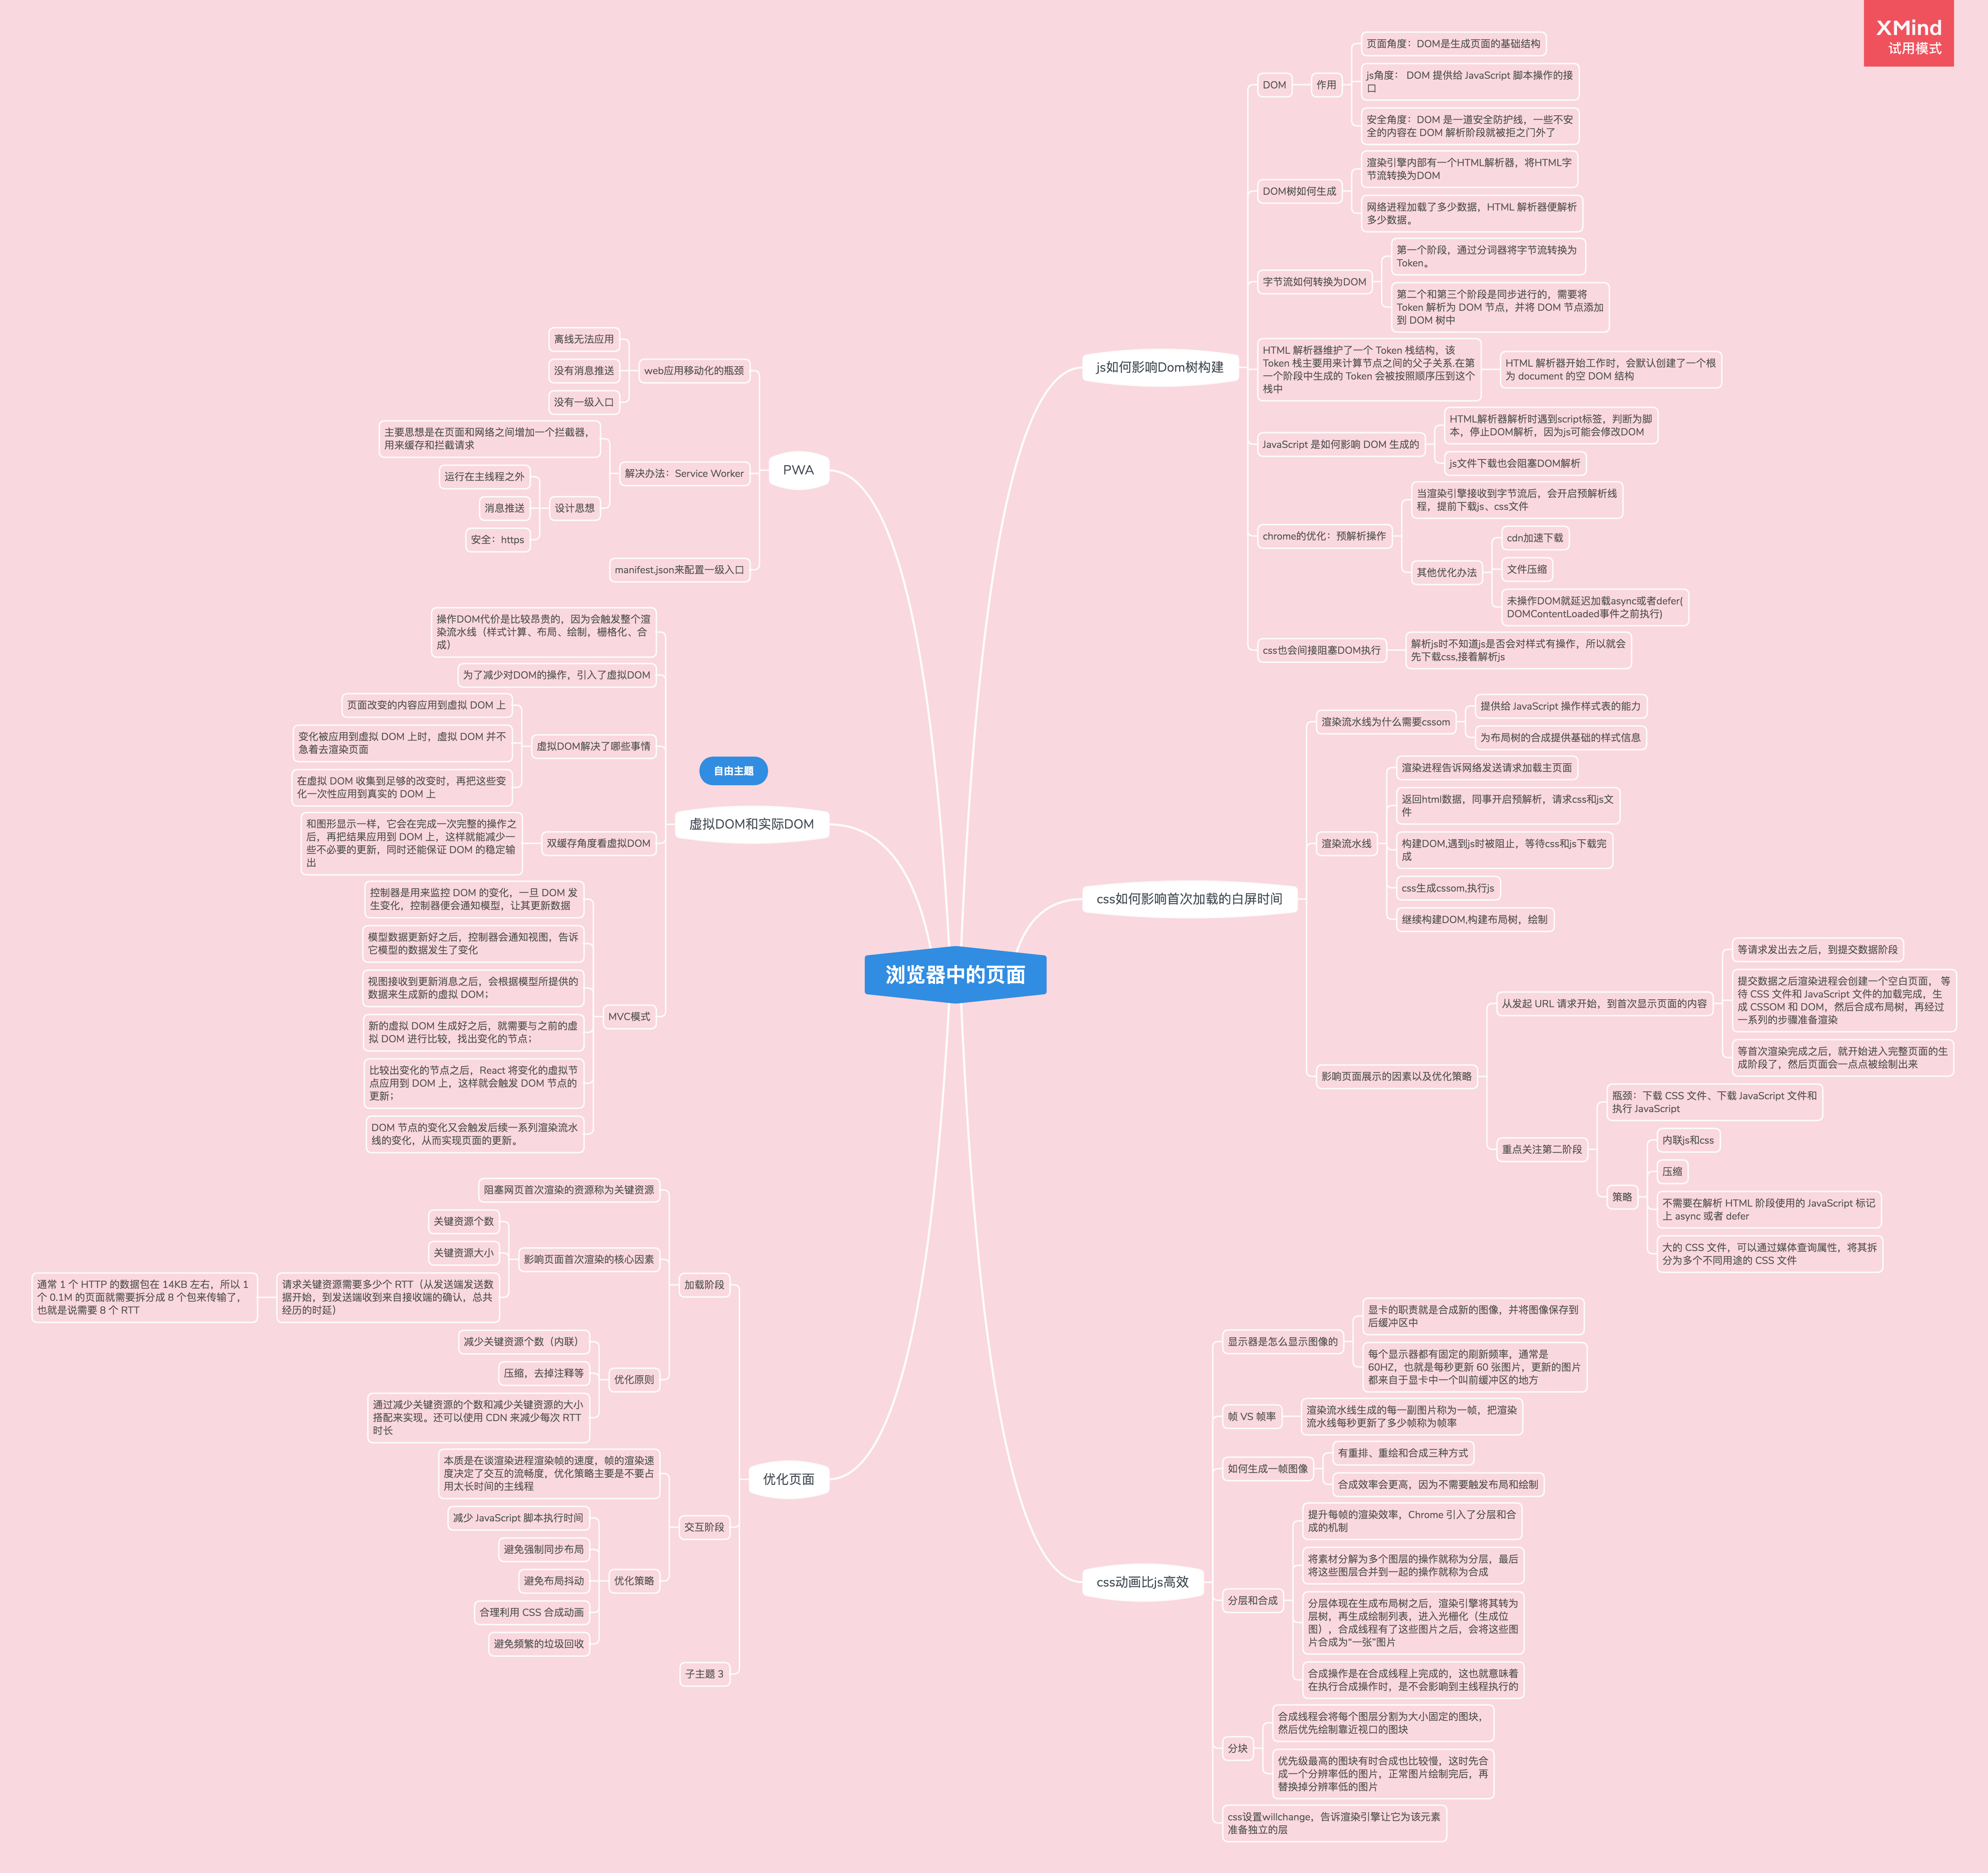 XMind
试用模式
浏览器中的页面
js如何影响Dom树构建
DOM
作用
页面角度：DOM是生成页面的基础结构
js角度： DOM 提供给 JavaScript 脚本操作的接
口
安全角度：DOM 是一道安全防护线，一些不安
全的内容在 DOM 解析阶段就被拒之门外了
DOM树如何生成
渲染引擎内部有一个HTML解析器，将HTML字
节流转换为DOM
网络进程加载了多少数据，HTML 解析器便解析
多少数据。
字节流如何转换为DOM
第一个阶段，通过分词器将字节流转换为
Token。
第二个和第三个阶段是同步进行的，需要将
Token 解析为 DOM 节点，并将 DOM 节点添加
到 DOM 树中
HTML 解析器维护了一个 Token 栈结构，该
Token 栈主要用来计算节点之间的父子关系.在第
一个阶段中生成的 Token 会被按照顺序压到这个
栈中
HTML 解析器开始工作时，会默认创建了一个根
为 document 的空 DOM 结构
JavaScript 是如何影响 DOM 生成的
HTML解析器解析时遇到script标签，判断为脚
本，停止DOM解析，因为js可能会修改DOM
js文件下载也会阻塞DOM解析
chrome的优化：预解析操作
当渲染引擎接收到字节流后，会开启预解析线
程，提前下载js、css文件
其他优化办法
cdn加速下载
文件压缩
未操作DOM就延迟加载async或者defer(
DOMContentLoaded事件之前执行)
css也会间接阻塞DOM执行
解析js时不知道js是否会对样式有操作，所以就会
先下载css,接着解析js
css如何影响首次加载的白屏时间
渲染流水线为什么需要cssom
提供给 JavaScript 操作样式表的能力
为布局树的合成提供基础的样式信息
渲染流水线
渲染进程告诉网络发送请求加载主页面
返回html数据，同事开启预解析，请求css和js文
件
构建DOM,遇到js时被阻止，等待css和js下载完
成
css生成cssom,执行js
继续构建DOM,构建布局树，绘制
影响页面展示的因素以及优化策略
从发起 URL 请求开始，到首次显示页面的内容
等请求发出去之后，到提交数据阶段
提交数据之后渲染进程会创建一个空白页面， 等
待 CSS 文件和 JavaScript 文件的加载完成，生
成 CSSOM 和 DOM，然后合成布局树，再经过
一系列的步骤准备渲染
等首次渲染完成之后，就开始进入完整页面的生
成阶段了，然后页面会一点点被绘制出来
重点关注第二阶段
瓶颈：下载 CSS 文件、下载 JavaScript 文件和
执行 JavaScript
策略
内联js和css
压缩
不需要在解析 HTML 阶段使用的 JavaScript 标记
上 async 或者 defer
大的 CSS 文件，可以通过媒体查询属性，将其拆
分为多个不同用途的 CSS 文件
css动画比js高效
显示器是怎么显示图像的
显卡的职责就是合成新的图像，并将图像保存到
后缓冲区中
每个显示器都有固定的刷新频率，通常是
60HZ，也就是每秒更新 60 张图片，更新的图片
都来自于显卡中一个叫前缓冲区的地方
帧 VS 帧率
渲染流水线生成的每一副图片称为一帧，把渲染
流水线每秒更新了多少帧称为帧率
如何生成一帧图像
有重排、重绘和合成三种方式
合成效率会更高，因为不需要触发布局和绘制
分层和合成
提升每帧的渲染效率，Chrome 引入了分层和合
成的机制
将素材分解为多个图层的操作就称为分层，最后
将这些图层合并到一起的操作就称为合成
分层体现在生成布局树之后，渲染引擎将其转为
层树，再生成绘制列表，进入光栅化（生成位
图），合成线程有了这些图片之后，会将这些图
片合成为“一张”图片
合成操作是在合成线程上完成的，这也就意味着
在执行合成操作时，是不会影响到主线程执行的
分块
合成线程会将每个图层分割为大小固定的图块，
然后优先绘制靠近视口的图块
优先级最高的图块有时合成也比较慢，这时先合
成一个分辨率低的图片，正常图片绘制完后，再
替换掉分辨率低的图片
css设置willchange，告诉渲染引擎让它为该元素
准备独立的层
PWA
web应用移动化的瓶颈
离线无法应用
没有消息推送
没有一级入口
解决办法：Service Worker
主要思想是在页面和网络之间增加一个拦截器，
用来缓存和拦截请求
设计思想
运行在主线程之外
消息推送
安全：https
manifest.json来配置一级入口
自由主题
虚拟DOM和实际DOM
操作DOM代价是比较昂贵的，因为会触发整个渲
染流水线（样式计算、布局、绘制，栅格化、合
成）
为了减少对DOM的操作，引入了虚拟DOM
虚拟DOM解决了哪些事情
页面改变的内容应用到虚拟 DOM 上
变化被应用到虚拟 DOM 上时，虚拟 DOM 并不
急着去渲染页面
在虚拟 DOM 收集到足够的改变时，再把这些变
化一次性应用到真实的 DOM 上
双缓存角度看虚拟DOM
和图形显示一样，它会在完成一次完整的操作之
后，再把结果应用到 DOM 上，这样就能减少一
些不必要的更新，同时还能保证 DOM 的稳定输
出
MVC模式
控制器是用来监控 DOM 的变化，一旦 DOM 发
生变化，控制器便会通知模型，让其更新数据
模型数据更新好之后，控制器会通知视图，告诉
它模型的数据发生了变化
视图接收到更新消息之后，会根据模型所提供的
数据来生成新的虚拟 DOM；
新的虚拟 DOM 生成好之后，就需要与之前的虚
拟 DOM 进行比较，找出变化的节点；
比较出变化的节点之后，React 将变化的虚拟节
点应用到 DOM 上，这样就会触发 DOM 节点的
更新；
DOM 节点的变化又会触发后续一系列渲染流水
线的变化，从而实现页面的更新。
优化页面
加载阶段
阻塞网页首次渲染的资源称为关键资源
影响页面首次渲染的核心因素
关键资源个数
关键资源大小
请求关键资源需要多少个 RTT（从发送端发送数
据开始，到发送端收到来自接收端的确认，总共
经历的时延）
通常 1 个 HTTP 的数据包在 14KB 左右，所以 1
个 0.1M 的页面就需要拆分成 8 个包来传输了，
也就是说需要 8 个 RTT
优化原则
减少关键资源个数（内联）
压缩，去掉注释等
通过减少关键资源的个数和减少关键资源的大小
搭配来实现。还可以使用 CDN 来减少每次 RTT
时长
交互阶段
本质是在谈渲染进程渲染帧的速度，帧的渲染速
度决定了交互的流畅度，优化策略主要是不要占
用太长时间的主线程
优化策略
减少 JavaScript 脚本执行时间
避免强制同步布局
避免布局抖动
合理利用 CSS 合成动画
避免频繁的垃圾回收
子主题 3